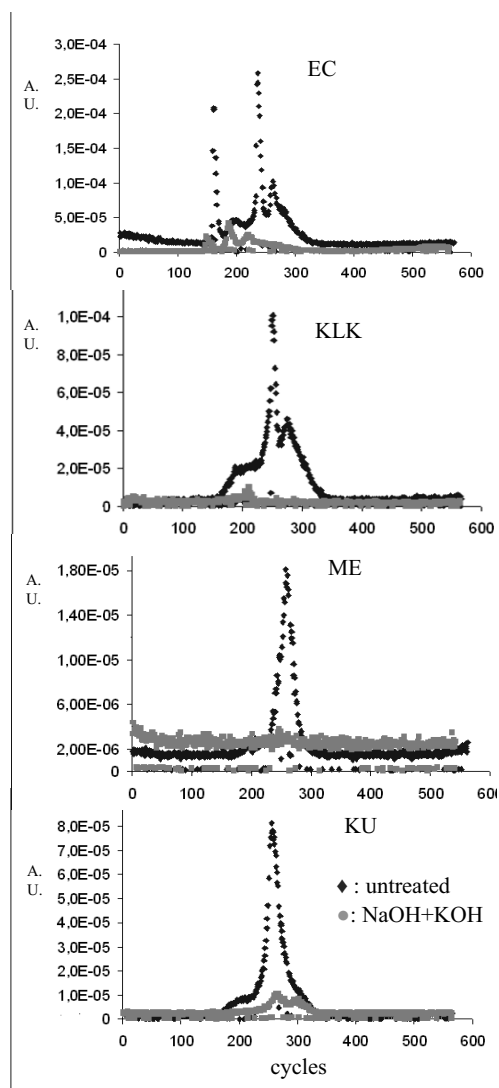 EC
A.
U.
3,0E-04
2,5E-04
2,0E-04
1,5E-04
1,0E-04
5,0E-05
0
0 100 200 300 400 500 600
KLK
A.
U.
1,0E-04
8,0E-05
6,0E-05
4,0E-05
2,0E-05
0
0 100 200 300 400 500 600
ME
A.
U.
1,80E-05
1,40E-05
1,00E-05
6,00E-06
2,00E-06
0
0 100 200 300 400 500 600
KU
A.
U.
8,0E-05
7,0E-05
6,0E-05
5,0E-05
4,0E-05
3,0E-05
2,0E-05
1,0E-05
0
: untreated
: NaOH+KOH
0 100 200 300 400 500 600
cycles